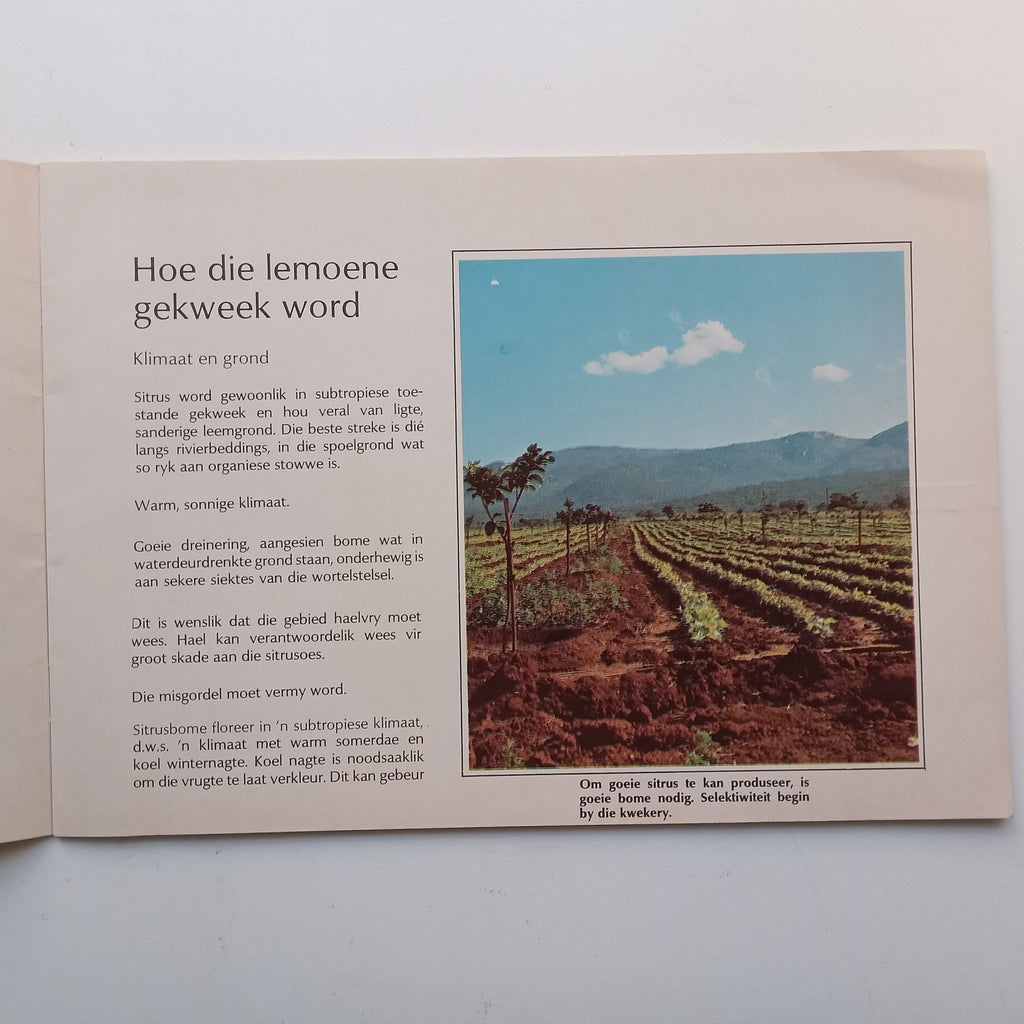 Hoe die lemoene
gekweek word
Klimaat en grond
Sitrus word gewoonlik in subtropiese toe-
stande gekweek en hou veral van ligte,
sanderige leemgrond. Die beste streke is dié
langs rivierbeddings, in die spoelgrond wat
so ryk aan organiese stowwe is.
Warm, sonnige klimaat.
Goeie dreinering, aangesien bome wat in
waterdeurdrenkte grond staan, onderhewig is
aan sekere siektes van die wortelstelsel.
Dit is wenslik dat die gebied haelvry moet
wees. Hael kan verantwoordelik wees vir
groot skade aan die sitrusoes.
Die misgordel moet vermy word.
Sitrusbome floreer in 'n subtropiese klimaat,
d.w.s. 'n klimaat met warm somerdae en
koel winternagte. Koel nagte is noodsaaklik
om die vrugte te laat verkleur. Dit kan gebeur
Om goeie sitrus te kan produseer, is
goeie bome nodig. Selektiwiteit begin
by die kwekery.